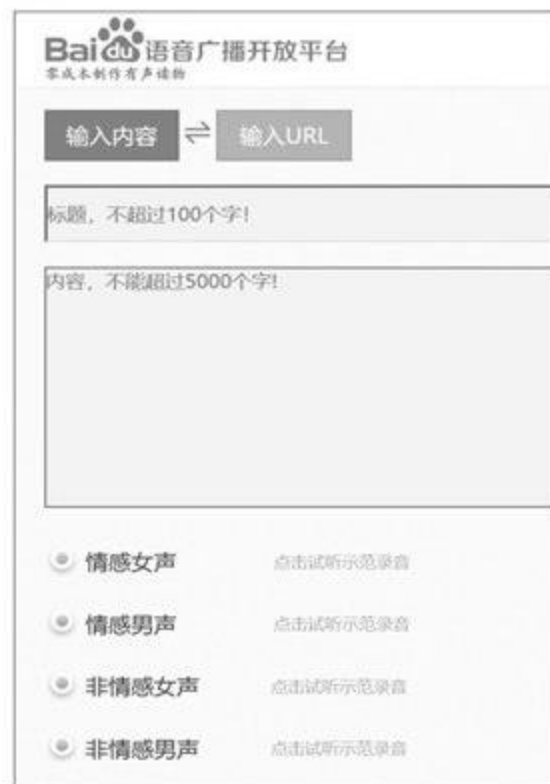 Bai du 语音广播开放平台
零成本制作有声读物
输入内容 ⇌ 输入URL
标题，不超过100个字!
内容，不能超过5000个字!
情感女声 点击试听示范录音
情感男声 点击试听示范录音
非情感女声 点击试听示范录音
非情感男声 点击试听示范录音